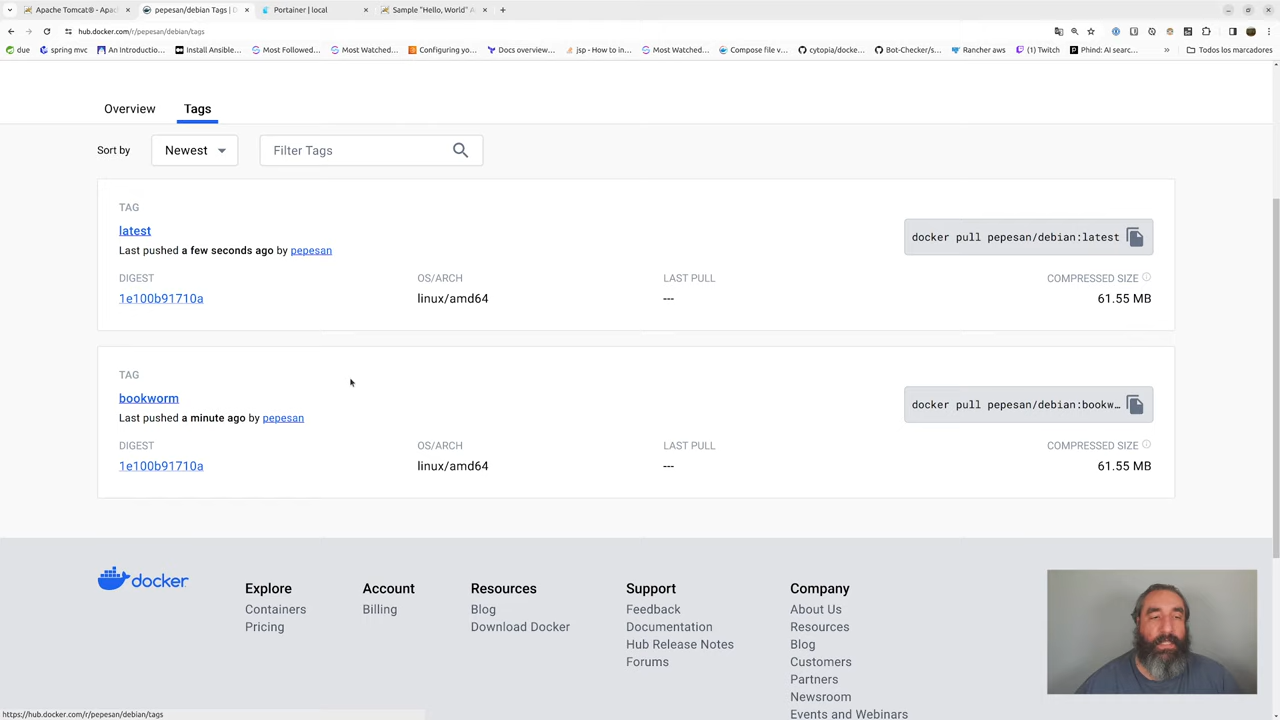 Apache Tomcat® - Apac
pepesan/debian Tags | D
Portainer | local
Sample "Hello, World" A
hub.docker.com/r/pepesan/debian/tags
due
spring mvc
An Introductio...
Install Ansible...
Most Followed...
Most Watched...
Configuring yo...
Docs overview...
jsp - How to in...
Most Watched...
Compose file v...
cytopia/docke...
Bot-Checker/s...
Rancher aws
(1) Twitch
Phind: AI searc...
»
Todos los marcadores
Overview
Tags
Sort by
Newest
Filter Tags
TAG
latest
Last pushed a few seconds ago by pepesan
docker pull pepesan/debian:latest
DIGEST
OS/ARCH
LAST PULL
COMPRESSED SIZE
1e100b91710a
linux/amd64
---
61.55 MB
TAG
bookworm
Last pushed a minute ago by pepesan
docker pull pepesan/debian:bookw…
DIGEST
OS/ARCH
LAST PULL
COMPRESSED SIZE
1e100b91710a
linux/amd64
---
61.55 MB
docker
Explore
Containers
Pricing
Account
Billing
Resources
Blog
Download Docker
Support
Feedback
Documentation
Hub Release Notes
Forums
Company
About Us
Resources
Blog
Customers
Partners
Newsroom
Events and Webinars
https://hub.docker.com/r/pepesan/debian/tags